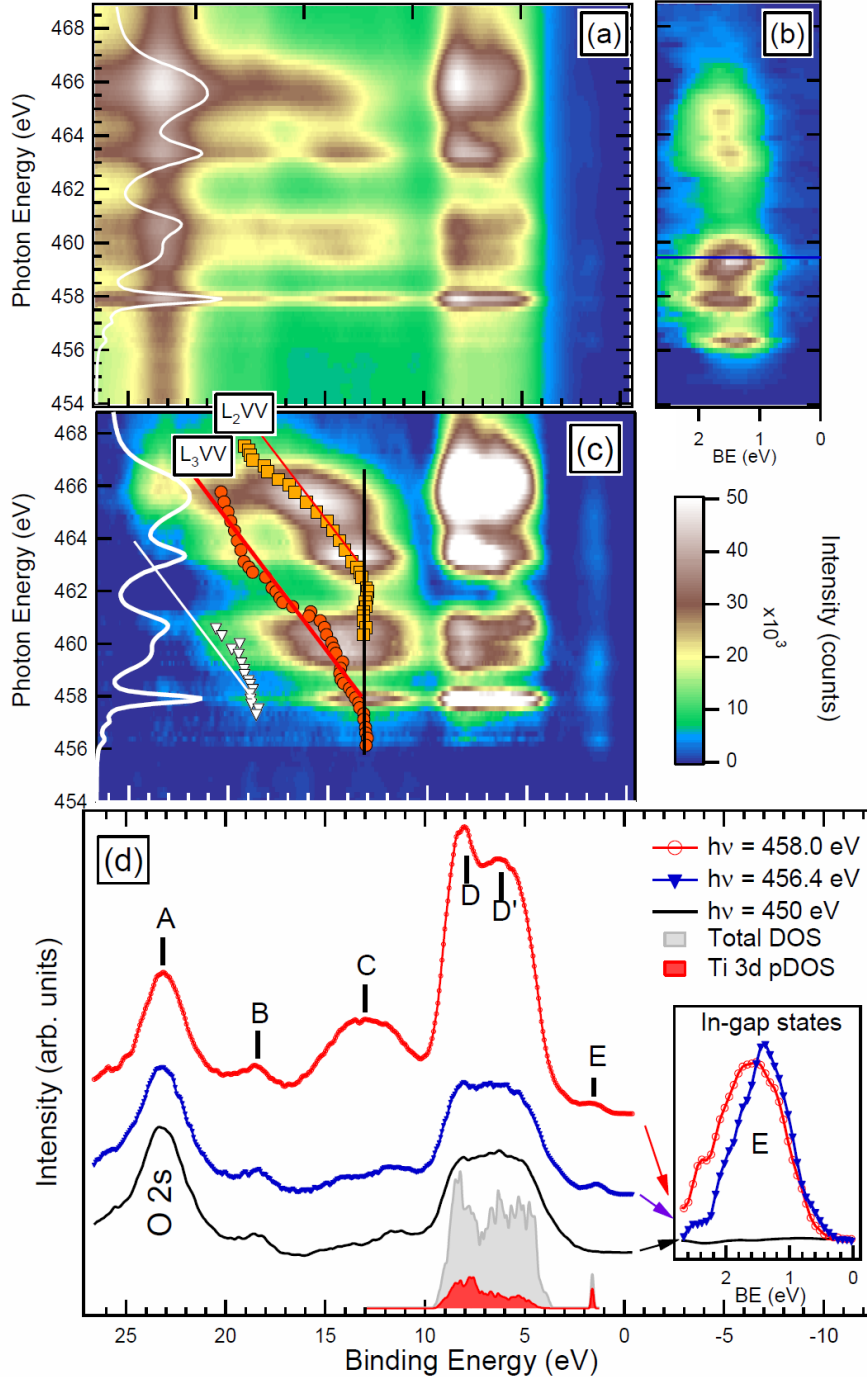 (a)
(b)
Photon Energy (eV)
468
466
464
462
460
458
456
454
2
1
0
BE (eV)
L₂VV
L₃VV
(c)
Photon Energy (eV)
468
466
464
462
460
458
456
454
50
40
30
20
10
0
Intensity (counts)
x10³
(d)
hν = 458.0 eV
hν = 456.4 eV
hν = 450 eV
Total DOS
Ti 3d pDOS
A
B
C
D
D'
E
O 2s
Intensity (arb. units)
In-gap states
E
2
1
0
BE (eV)
25
20
15
10
5
0
-5
-10
Binding Energy (eV)